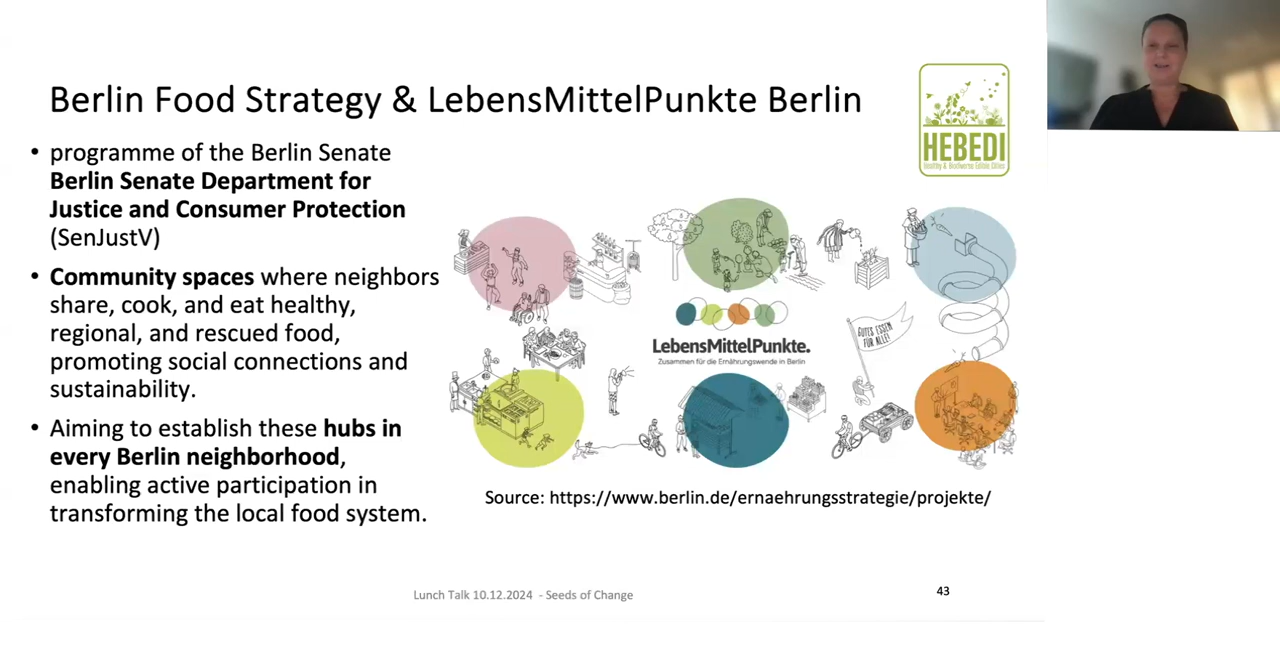 Berlin Food Strategy & LebensMittelPunkte Berlin
HEBEDI
Healthy & Biodiverse Edible Cities
• programme of the Berlin Senate
Berlin Senate Department for
Justice and Consumer Protection
(SenJustV)
• Community spaces where neighbors
share, cook, and eat healthy,
regional, and rescued food,
promoting social connections and
sustainability.
• Aiming to establish these hubs in
every Berlin neighborhood,
enabling active participation in
transforming the local food system.
GUTES ESSEN
FÜR ALLE!
LebensMittelPunkte.
Zusammen für die Ernährungswende in Berlin
Source: https://www.berlin.de/ernaehrungsstrategie/projekte/
Lunch Talk 10.12.2024 - Seeds of Change
43